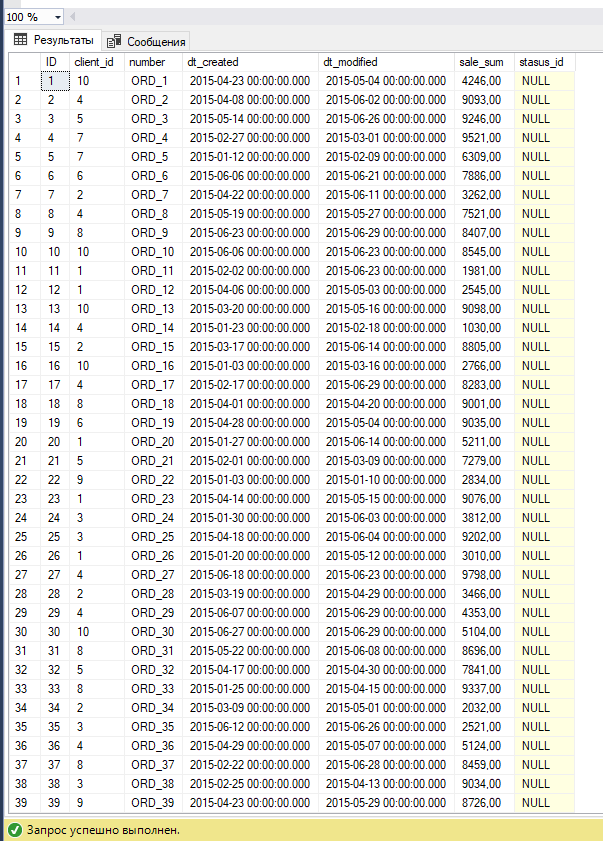 100 %
Результаты Сообщения
ID client_id number dt_created dt_modified sale_sum stasus_id
1 1 10 ORD_1 2015-04-23 00:00:00.000 2015-05-04 00:00:00.000 4246,00 NULL
2 2 4 ORD_2 2015-04-08 00:00:00.000 2015-06-02 00:00:00.000 9093,00 NULL
3 3 5 ORD_3 2015-05-14 00:00:00.000 2015-06-26 00:00:00.000 9246,00 NULL
4 4 7 ORD_4 2015-02-27 00:00:00.000 2015-03-01 00:00:00.000 9521,00 NULL
5 5 7 ORD_5 2015-01-12 00:00:00.000 2015-02-09 00:00:00.000 6309,00 NULL
6 6 6 ORD_6 2015-06-06 00:00:00.000 2015-06-21 00:00:00.000 7886,00 NULL
7 7 2 ORD_7 2015-04-22 00:00:00.000 2015-06-11 00:00:00.000 3262,00 NULL
8 8 4 ORD_8 2015-05-19 00:00:00.000 2015-05-27 00:00:00.000 7521,00 NULL
9 9 8 ORD_9 2015-06-23 00:00:00.000 2015-06-29 00:00:00.000 8407,00 NULL
10 10 10 ORD_10 2015-06-06 00:00:00.000 2015-06-23 00:00:00.000 8545,00 NULL
11 11 1 ORD_11 2015-02-02 00:00:00.000 2015-06-23 00:00:00.000 1981,00 NULL
12 12 1 ORD_12 2015-04-06 00:00:00.000 2015-05-03 00:00:00.000 2545,00 NULL
13 13 10 ORD_13 2015-03-20 00:00:00.000 2015-05-16 00:00:00.000 9098,00 NULL
14 14 4 ORD_14 2015-01-23 00:00:00.000 2015-02-18 00:00:00.000 1030,00 NULL
15 15 2 ORD_15 2015-03-17 00:00:00.000 2015-06-14 00:00:00.000 8805,00 NULL
16 16 10 ORD_16 2015-01-03 00:00:00.000 2015-03-16 00:00:00.000 2766,00 NULL
17 17 4 ORD_17 2015-02-17 00:00:00.000 2015-06-29 00:00:00.000 8283,00 NULL
18 18 8 ORD_18 2015-04-01 00:00:00.000 2015-04-20 00:00:00.000 9001,00 NULL
19 19 6 ORD_19 2015-04-28 00:00:00.000 2015-05-04 00:00:00.000 9035,00 NULL
20 20 1 ORD_20 2015-01-27 00:00:00.000 2015-06-14 00:00:00.000 5211,00 NULL
21 21 5 ORD_21 2015-02-01 00:00:00.000 2015-03-09 00:00:00.000 7279,00 NULL
22 22 9 ORD_22 2015-01-03 00:00:00.000 2015-01-10 00:00:00.000 2834,00 NULL
23 23 1 ORD_23 2015-04-14 00:00:00.000 2015-05-15 00:00:00.000 9076,00 NULL
24 24 3 ORD_24 2015-01-30 00:00:00.000 2015-06-03 00:00:00.000 3812,00 NULL
25 25 3 ORD_25 2015-04-18 00:00:00.000 2015-06-04 00:00:00.000 9202,00 NULL
26 26 1 ORD_26 2015-01-20 00:00:00.000 2015-05-12 00:00:00.000 3010,00 NULL
27 27 4 ORD_27 2015-06-18 00:00:00.000 2015-06-23 00:00:00.000 9798,00 NULL
28 28 2 ORD_28 2015-03-19 00:00:00.000 2015-04-29 00:00:00.000 3466,00 NULL
29 29 4 ORD_29 2015-06-07 00:00:00.000 2015-06-29 00:00:00.000 4353,00 NULL
30 30 10 ORD_30 2015-06-27 00:00:00.000 2015-06-29 00:00:00.000 5104,00 NULL
31 31 8 ORD_31 2015-05-22 00:00:00.000 2015-06-08 00:00:00.000 8696,00 NULL
32 32 5 ORD_32 2015-04-17 00:00:00.000 2015-04-30 00:00:00.000 7841,00 NULL
33 33 8 ORD_33 2015-01-25 00:00:00.000 2015-04-15 00:00:00.000 9337,00 NULL
34 34 2 ORD_34 2015-03-09 00:00:00.000 2015-05-01 00:00:00.000 2032,00 NULL
35 35 3 ORD_35 2015-06-12 00:00:00.000 2015-06-26 00:00:00.000 2521,00 NULL
36 36 4 ORD_36 2015-04-29 00:00:00.000 2015-05-07 00:00:00.000 5124,00 NULL
37 37 8 ORD_37 2015-02-22 00:00:00.000 2015-06-28 00:00:00.000 8459,00 NULL
38 38 3 ORD_38 2015-02-25 00:00:00.000 2015-04-13 00:00:00.000 9034,00 NULL
39 39 9 ORD_39 2015-04-23 00:00:00.000 2015-05-29 00:00:00.000 8726,00 NULL
Запрос успешно выполнен.